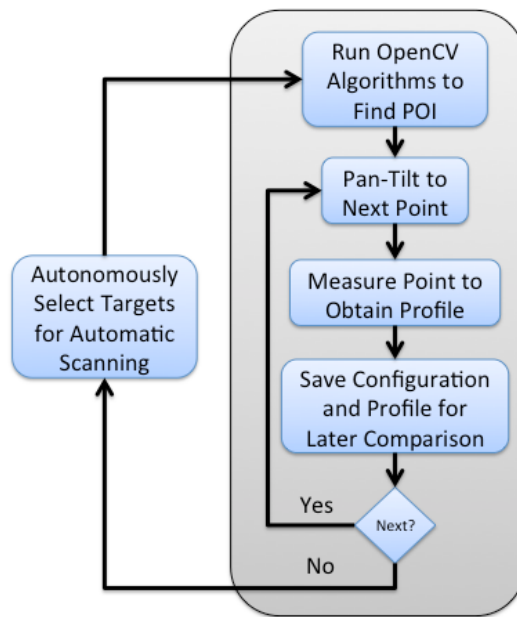 Run OpenCV
Algorithms to
Find POI
Pan-Tilt to
Next Point
Autonomously
Select Targets
for Automatic
Scanning
Measure Point to
Obtain Profile
Save Configuration
and Profile for
Later Comparison
Yes
Next?
No